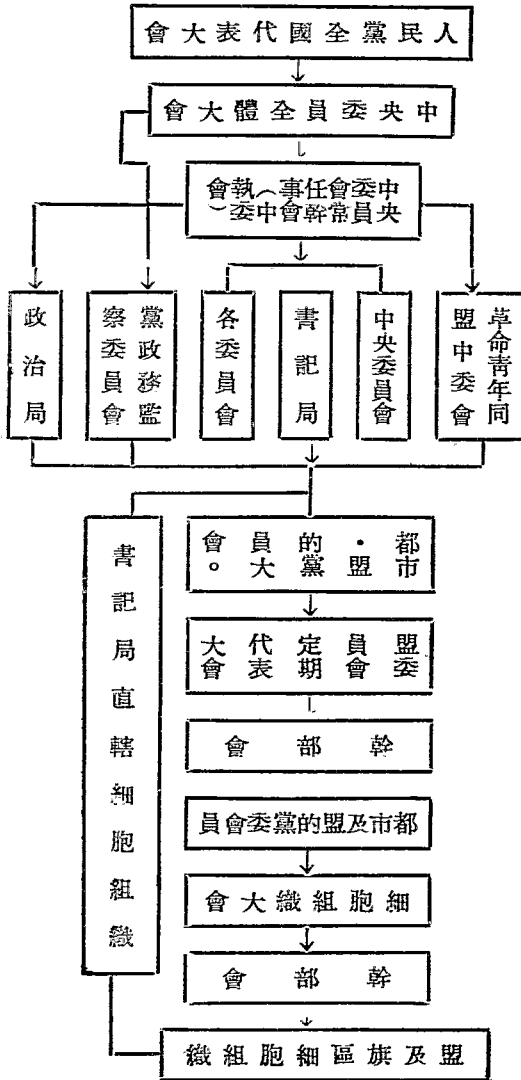 人民黨全國代表大會
中央委員全體大會
中央委員會常任幹事會（中執委會）
革命青年同
盟中委會
中央委員會
書記局
各委員會
黨政務監
察委員會
政治局
都市・盟的黨員大會。
盟委員會定期代表大會
幹部會
都市及盟的黨委會員
細胞組織大會
幹部會
盟及旗區細胞組織
書記局直轄細胞組織